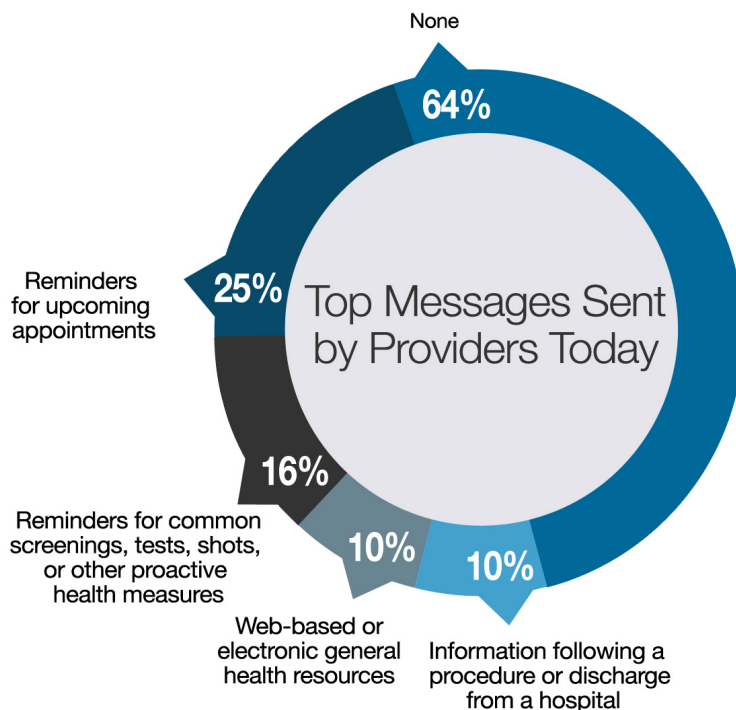 None
64%
25%
Reminders
for upcoming
appointments
Top Messages Sent
by Providers Today
16%
Reminders for common
screenings, tests, shots,
or other proactive
health measures
10%
Web-based or
electronic general
health resources
10%
Information following a
procedure or discharge
from a hospital